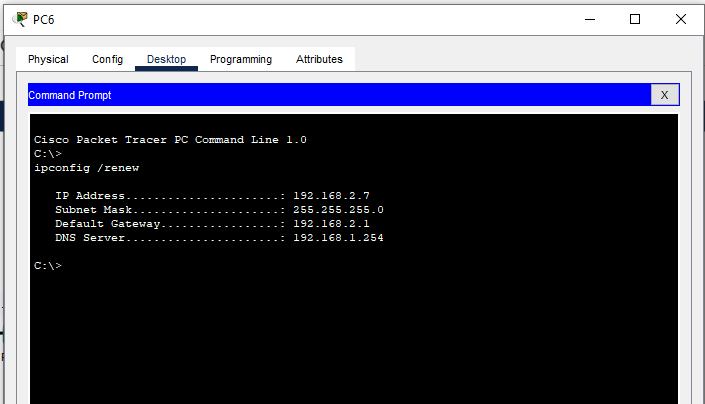 PC6
Physical Config Desktop Programming Attributes
Command Prompt X
Cisco Packet Tracer PC Command Line 1.0
C:\>
ipconfig /renew
IP Address......................: 192.168.2.7
Subnet Mask.....................: 255.255.255.0
Default Gateway.................: 192.168.2.1
DNS Server......................: 192.168.1.254
C:\>